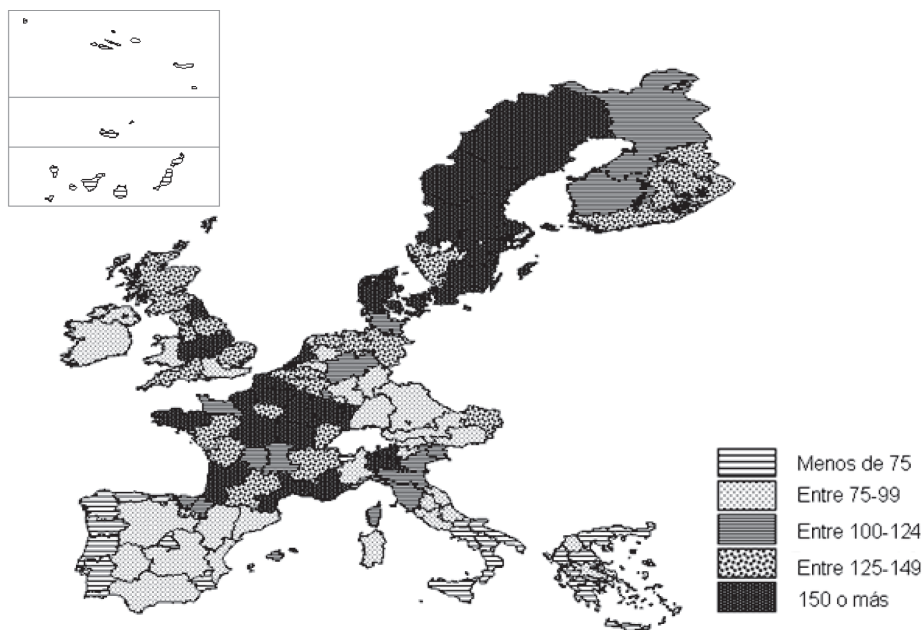 Menos de 75
Entre 75-99
Entre 100-124
Entre 125-149
150 o más